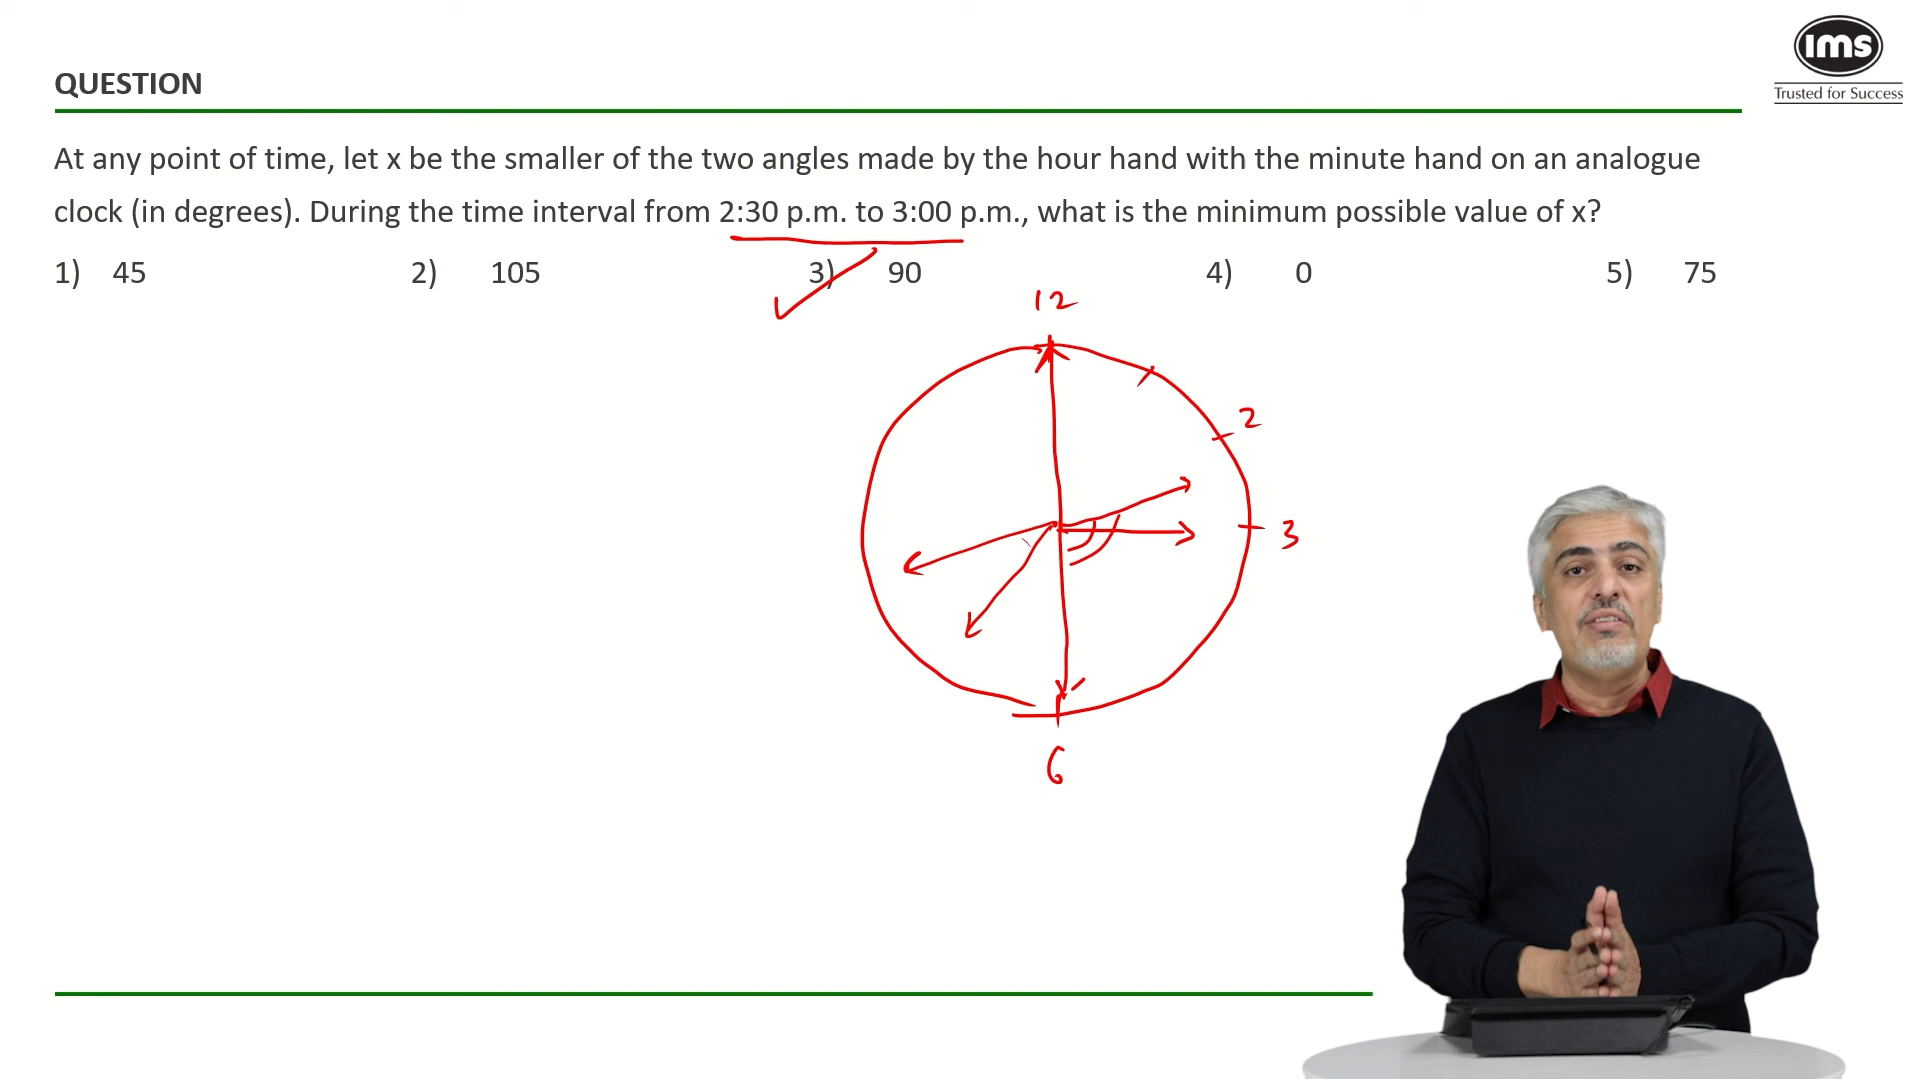 ims
Trusted for Success
QUESTION
At any point of time, let x be the smaller of the two angles made by the hour hand with the minute hand on an analogue
clock (in degrees). During the time interval from 2:30 p.m. to 3:00 p.m., what is the minimum possible value of x?
1) 45 2) 105 3) 90 4) 0 5) 75
12
2
3
6